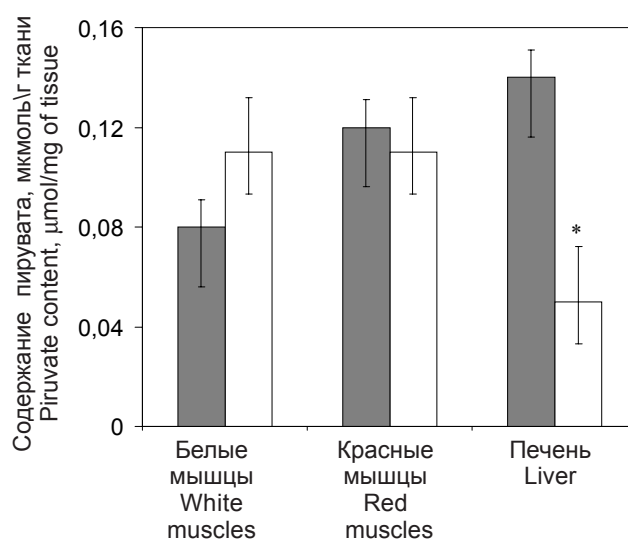 Содержание пирувата, мкмоль\г ткани
Piruvate content, µmol/mg of tissue
0,16
0,12
0,08
0,04
0
*
Белые
мышцы
White
muscles
Красные
мышцы
Red
muscles
Печень
Liver